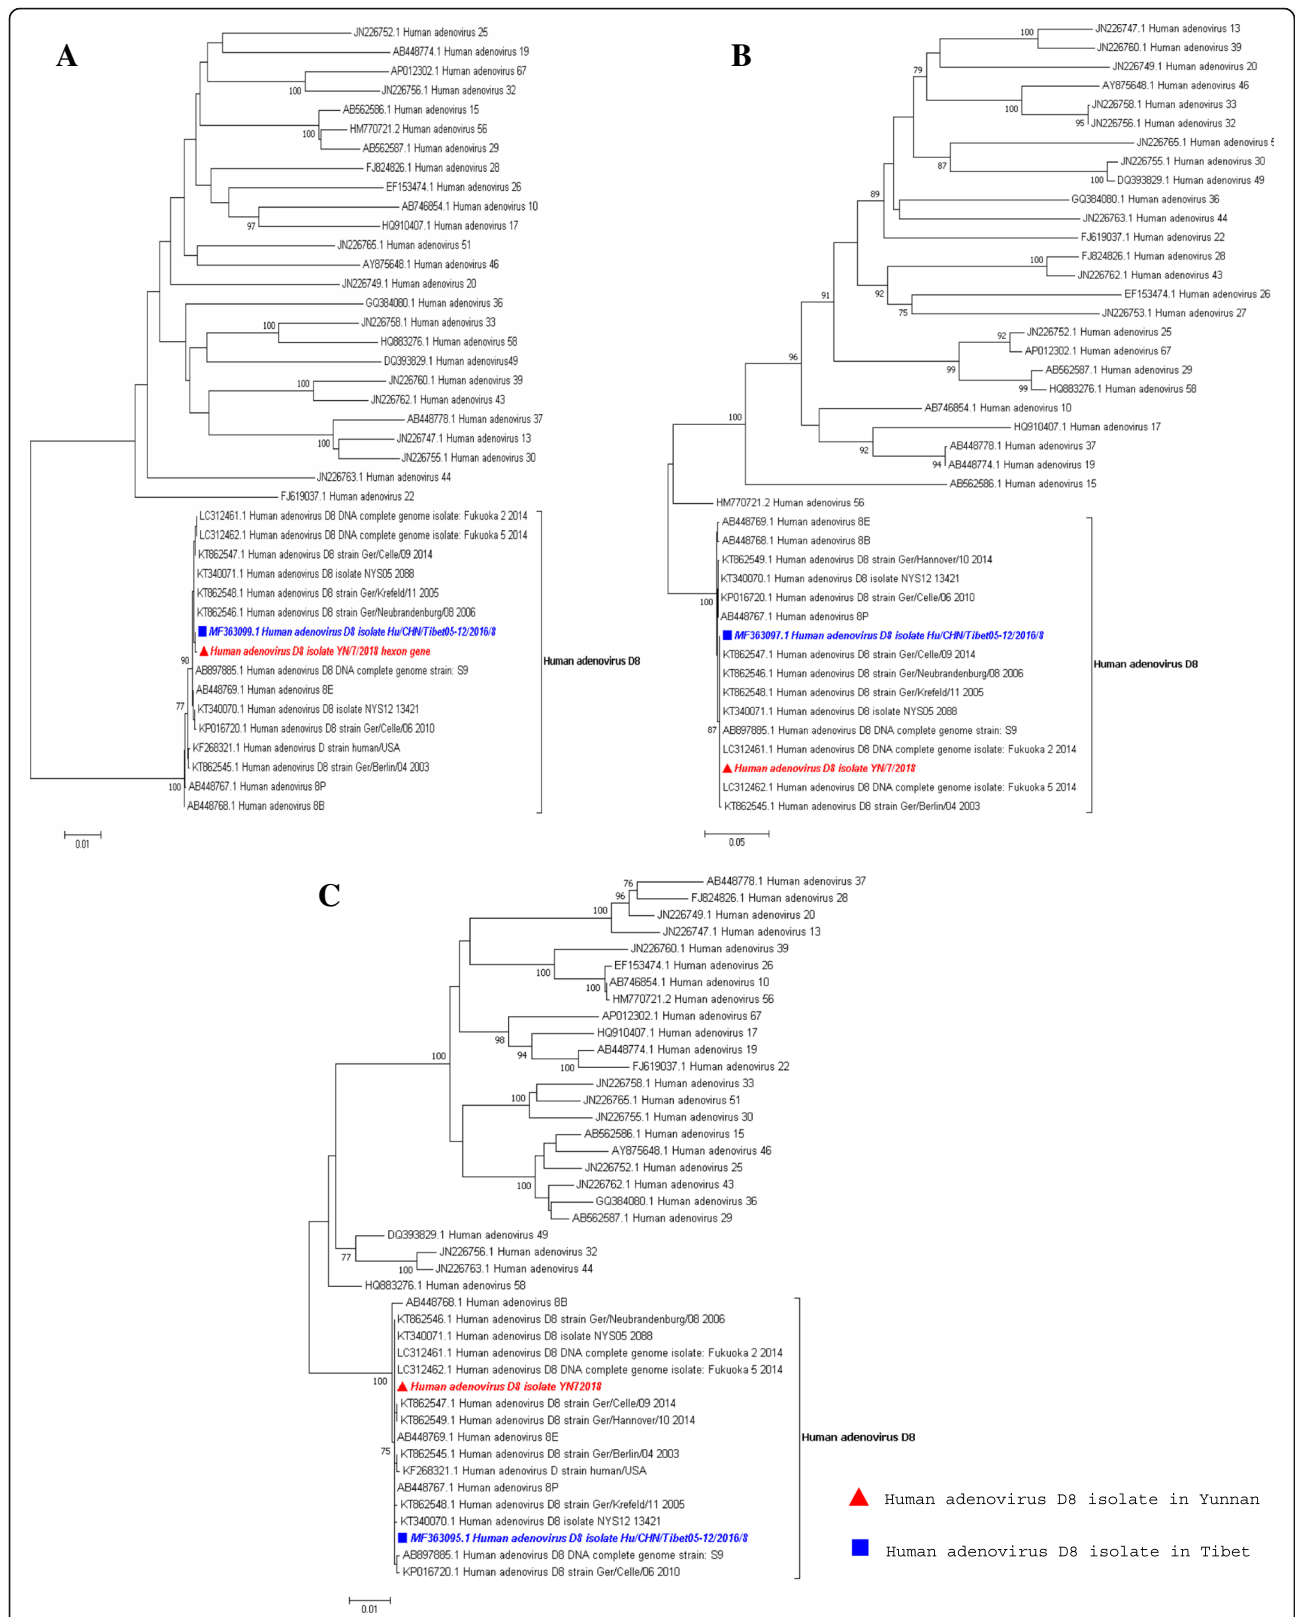 A
JN226752.1 Human adenovirus 25
AB448774.1 Human adenovirus 19
AP012302.1 Human adenovirus 67
100
JN226756.1 Human adenovirus 32
AB562586.1 Human adenovirus 15
100
HM770721.2 Human adenovirus 56
AB562587.1 Human adenovirus 29
FJ824826.1 Human adenovirus 28
EF153474.1 Human adenovirus 26
AB746854.1 Human adenovirus 10
97
HQ910407.1 Human adenovirus 17
JN226765.1 Human adenovirus 51
AY875648.1 Human adenovirus 46
JN226749.1 Human adenovirus 20
GQ384080.1 Human adenovirus 36
100
JN226758.1 Human adenovirus 33
HQ883276.1 Human adenovirus 58
DQ393829.1 Human adenovirus49
100
JN226760.1 Human adenovirus 39
JN226762.1 Human adenovirus 43
AB448778.1 Human adenovirus 37
100
JN226747.1 Human adenovirus 13
JN226755.1 Human adenovirus 30
JN226763.1 Human adenovirus 44
FJ619037.1 Human adenovirus 22
LC312461.1 Human adenovirus D8 DNA complete genome isolate: Fukuoka 2 2014
LC312462.1 Human adenovirus D8 DNA complete genome isolate: Fukuoka 5 2014
KT862547.1 Human adenovirus D8 strain Ger/Celle/09 2014
KT340071.1 Human adenovirus D8 isolate NYS05 2088
KT862548.1 Human adenovirus D8 strain Ger/Krefeld/11 2005
KT862546.1 Human adenovirus D8 strain Ger/Neubrandenburg/08 2006
MF363099.1 Human adenovirus D8 isolate Hu/CHN/Tibet05-12/2016/8
Human adenovirus D8 isolate YN/7/2018 hexon gene
90
AB897885.1 Human adenovirus D8 DNA complete genome strain: S9
AB448769.1 Human adenovirus 8E
77
KT340070.1 Human adenovirus D8 isolate NYS12 13421
KP016720.1 Human adenovirus D8 strain Ger/Celle/06 2010
KF268321.1 Human adenovirus D strain human/USA
KT862545.1 Human adenovirus D8 strain Ger/Berlin/04 2003
100
AB448767.1 Human adenovirus 8P
AB448768.1 Human adenovirus 8B
Human adenovirus D8
0.01
B
100
JN226747.1 Human adenovirus 13
JN226760.1 Human adenovirus 39
79
JN226749.1 Human adenovirus 20
AY875648.1 Human adenovirus 46
100
JN226758.1 Human adenovirus 33
95
JN226756.1 Human adenovirus 32
JN226765.1 Human adenovirus
87
JN226755.1 Human adenovirus 30
100
DQ393829.1 Human adenovirus 49
89
GQ384080.1 Human adenovirus 36
JN226763.1 Human adenovirus 44
FJ619037.1 Human adenovirus 22
100
FJ824826.1 Human adenovirus 28
JN226762.1 Human adenovirus 43
91
92
EF153474.1 Human adenovirus 26
75
JN226753.1 Human adenovirus 27
92
JN226752.1 Human adenovirus 25
AP012302.1 Human adenovirus 67
96
99
AB562587.1 Human adenovirus 29
99
HQ883276.1 Human adenovirus 58
AB746854.1 Human adenovirus 10
100
HQ910407.1 Human adenovirus 17
92
AB448778.1 Human adenovirus 37
94
AB448774.1 Human adenovirus 19
AB562586.1 Human adenovirus 15
HM770721.2 Human adenovirus 56
AB448769.1 Human adenovirus 8E
AB448768.1 Human adenovirus 8B
KT862549.1 Human adenovirus D8 strain Ger/Hannover/10 2014
KT340070.1 Human adenovirus D8 isolate NYS12 13421
100
KP016720.1 Human adenovirus D8 strain Ger/Celle/06 2010
AB448767.1 Human adenovirus 8P
MF363097.1 Human adenovirus D8 isolate Hu/CHN/Tibet05-12/2016/8
KT862547.1 Human adenovirus D8 strain Ger/Celle/09 2014
KT862546.1 Human adenovirus D8 strain Ger/Neubrandenburg/08 2006
KT862548.1 Human adenovirus D8 strain Ger/Krefeld/11 2005
KT340071.1 Human adenovirus D8 isolate NYS05 2088
87
AB897885.1 Human adenovirus D8 DNA complete genome strain: S9
LC312461.1 Human adenovirus D8 DNA complete genome isolate: Fukuoka 2 2014
Human adenovirus D8 isolate YN/7/2018
LC312462.1 Human adenovirus D8 DNA complete genome isolate: Fukuoka 5 2014
KT862545.1 Human adenovirus D8 strain Ger/Berlin/04 2003
Human adenovirus D8
0.05
C
76
AB448778.1 Human adenovirus 37
96
FJ824826.1 Human adenovirus 28
100
JN226749.1 Human adenovirus 20
JN226747.1 Human adenovirus 13
JN226760.1 Human adenovirus 39
100
EF153474.1 Human adenovirus 26
100
AB746854.1 Human adenovirus 10
HM770721.2 Human adenovirus 56
AP012302.1 Human adenovirus 67
98
HQ910407.1 Human adenovirus 17
94
AB448774.1 Human adenovirus 19
100
100
FJ619037.1 Human adenovirus 22
JN226758.1 Human adenovirus 33
100
JN226765.1 Human adenovirus 51
JN226755.1 Human adenovirus 30
AB562586.1 Human adenovirus 15
AY875648.1 Human adenovirus 46
JN226752.1 Human adenovirus 25
100
JN226762.1 Human adenovirus 43
GQ384080.1 Human adenovirus 36
AB562587.1 Human adenovirus 29
DQ393829.1 Human adenovirus 49
77
JN226756.1 Human adenovirus 32
100
JN226763.1 Human adenovirus 44
HQ883276.1 Human adenovirus 58
AB448768.1 Human adenovirus 8B
KT862546.1 Human adenovirus D8 strain Ger/Neubrandenburg/08 2006
KT340071.1 Human adenovirus D8 isolate NYS05 2088
LC312461.1 Human adenovirus D8 DNA complete genome isolate: Fukuoka 2 2014
LC312462.1 Human adenovirus D8 DNA complete genome isolate: Fukuoka 5 2014
100
Human adenovirus D8 isolate YN72018
KT862547.1 Human adenovirus D8 strain Ger/Celle/09 2014
KT862549.1 Human adenovirus D8 strain Ger/Hannover/10 2014
AB448769.1 Human adenovirus 8E
75
KT862545.1 Human adenovirus D8 strain Ger/Berlin/04 2003
KF268321.1 Human adenovirus D strain human/USA
AB448767.1 Human adenovirus 8P
KT862548.1 Human adenovirus D8 strain Ger/Krefeld/11 2005
KT340070.1 Human adenovirus D8 isolate NYS12 13421
MF363095.1 Human adenovirus D8 isolate Hu/CHN/Tibet05-12/2016/8
AB897885.1 Human adenovirus D8 DNA complete genome strain: S9
KP016720.1 Human adenovirus D8 strain Ger/Celle/06 2010
Human adenovirus D8
0.01
Human adenovirus D8 isolate in Yunnan
Human adenovirus D8 isolate in Tibet